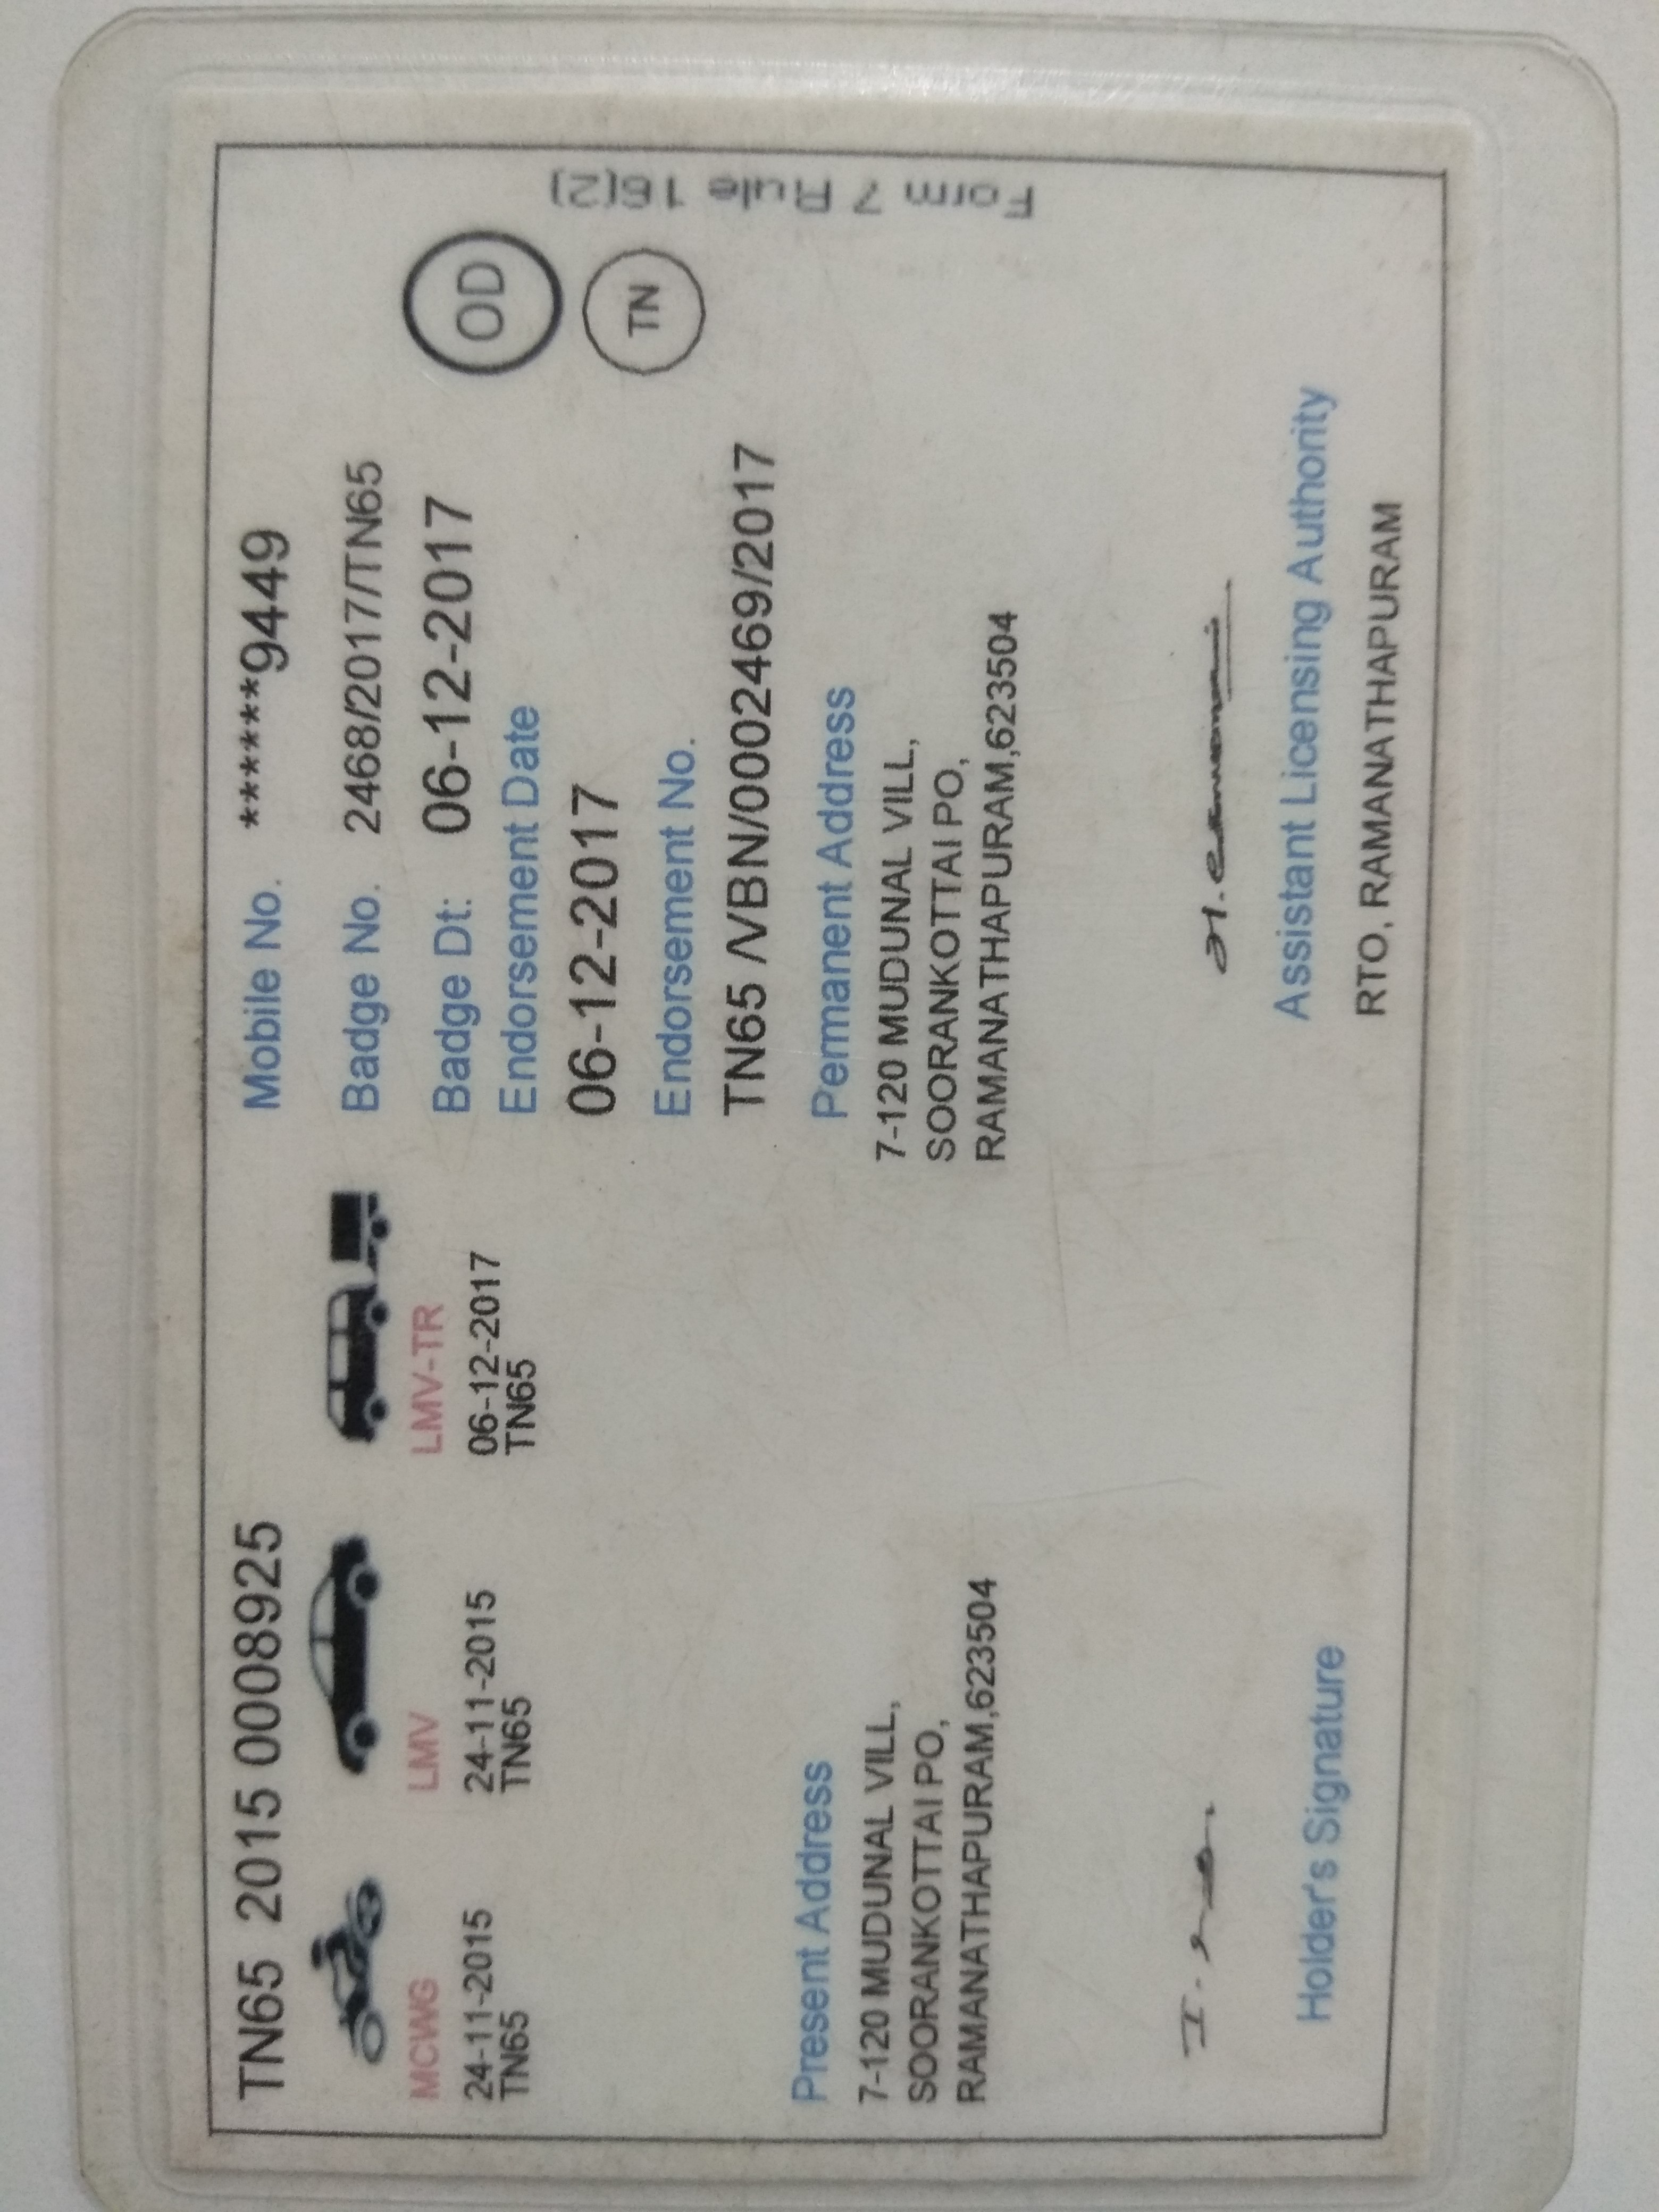 TN65 2015 0008925
MCWG
24-11-2015
TN65
LMV
24-11-2015
TN65
LMV-TR
06-12-2017
TN65
Mobile No. ******9449
Badge No. 2468/2017/TN65
Badge Dt: 06-12-2017
Endorsement Date
06-12-2017
Endorsement No.
TN65 /VBN/0002469/2017
OD
TN
Form 7 Rule 16(2)
Present Address
7-120 MUDUNAL VILL,
SOORANKOTTAI PO,
RAMANATHAPURAM,623504
Permanent Address
7-120 MUDUNAL VILL,
SOORANKOTTAI PO,
RAMANATHAPURAM,623504
Holder's Signature
Assistant Licensing Authority
RTO, RAMANATHAPURAM